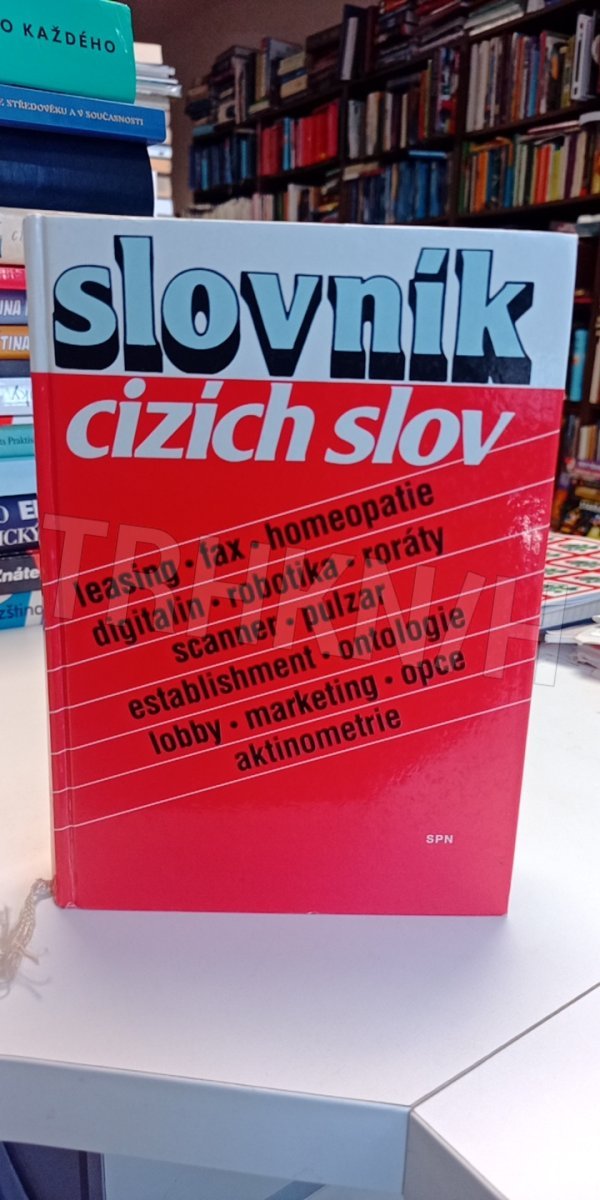 O KAŽDÉHO
E STŘEDOVĚKU A V SOUČASNOSTI
slovník
cizích slov
leasing • fax • homeopatie
digitalin • robotika • roráty
scanner • pulzar
establishment • ontologie
lobby • marketing • opce
aktinometrie
SPN
TRHKNIH